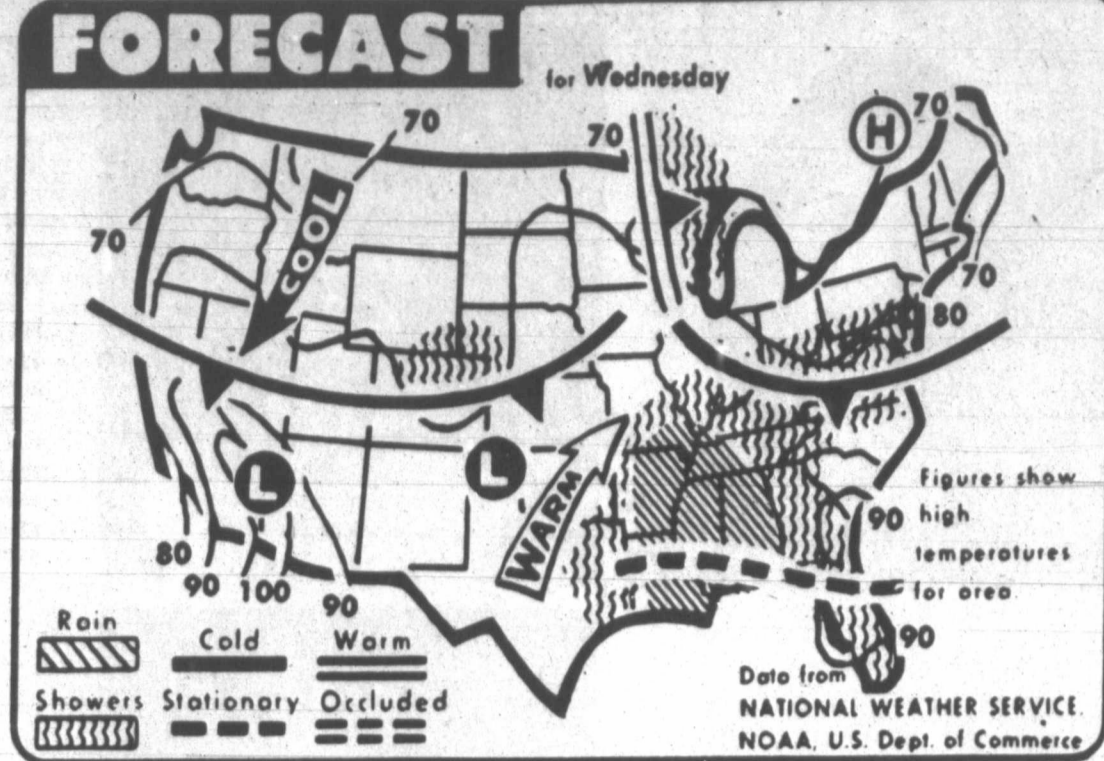 FORECAST
for Wednesday
70
70
H
70
COOL
70
70
80
L
L
WARM
Figures show
high
temperatures
for area.
90
80
90
100
90
90
Rain
Cold
Warm
Showers
Stationary
Occluded
Data from
NATIONAL WEATHER SERVICE,
NOAA, U.S. Dept. of Commerce